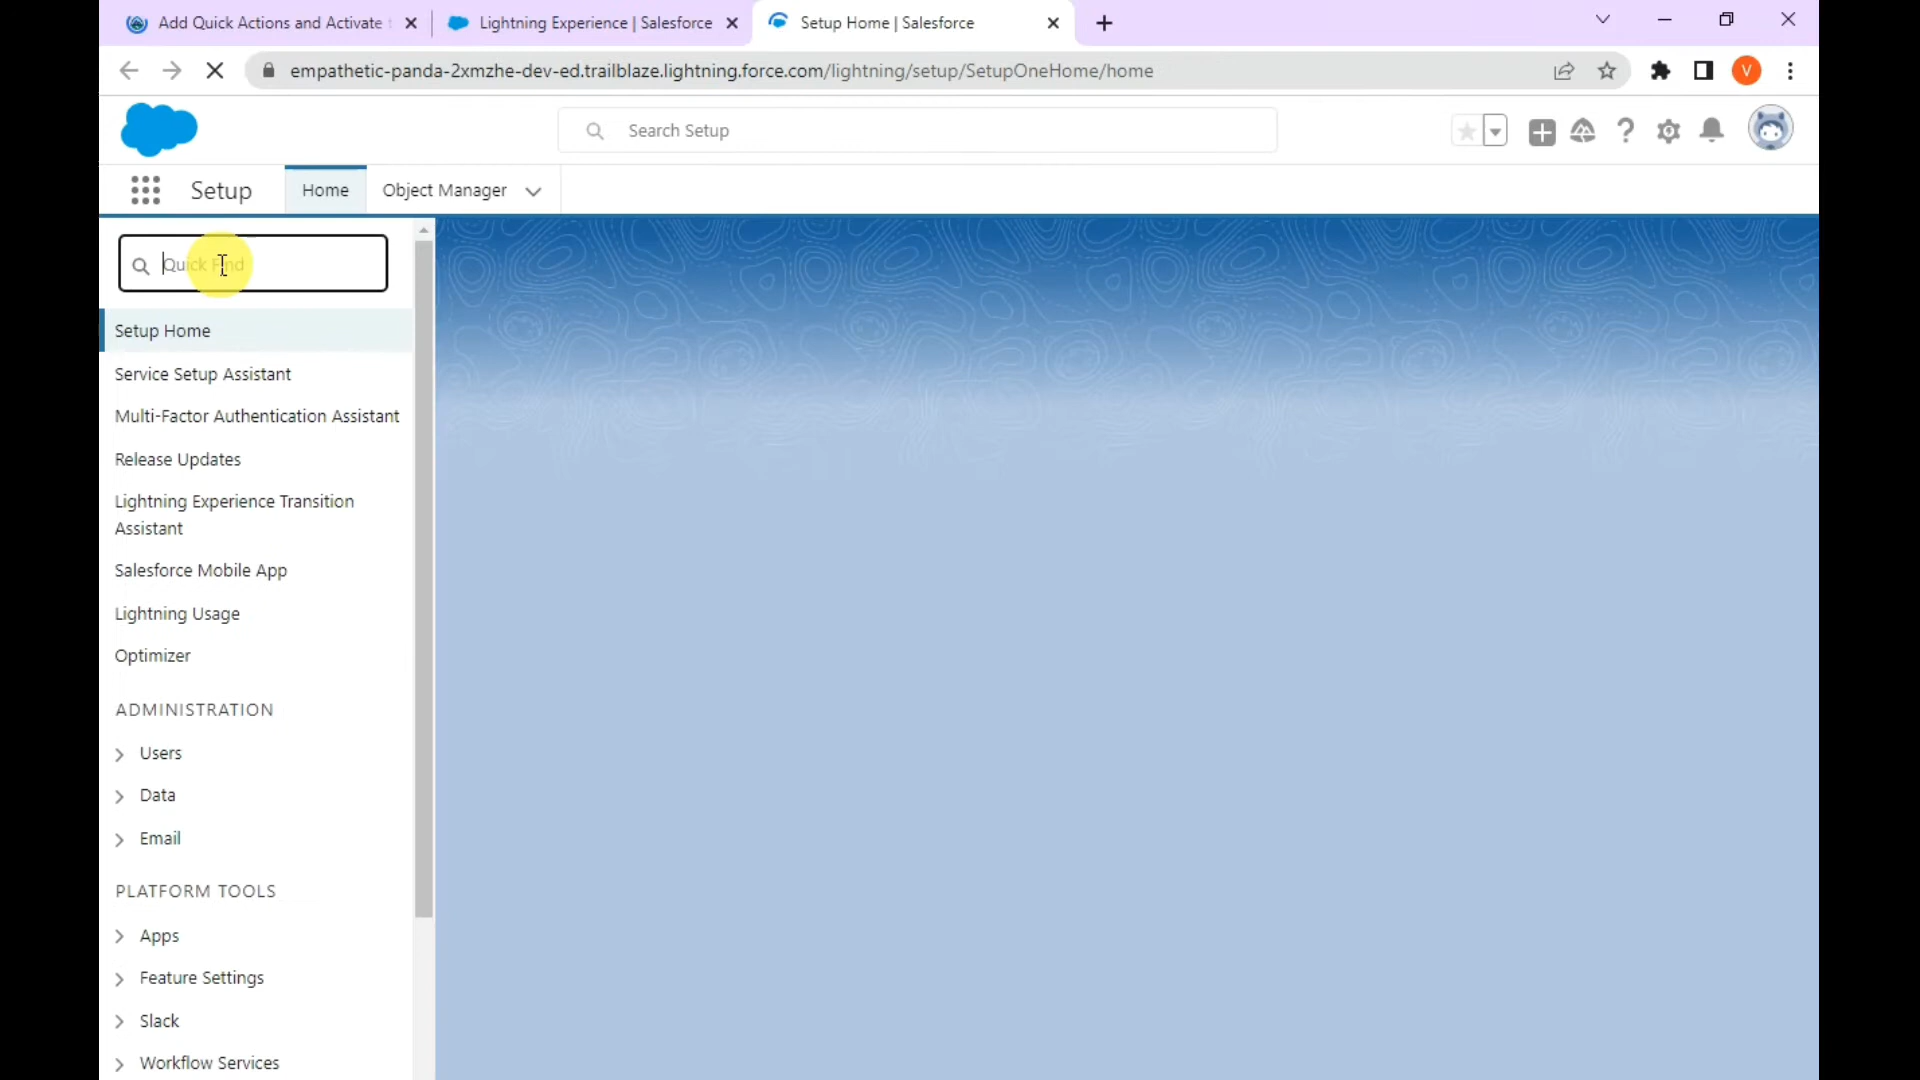 Add Quick Actions and Activate
Lightning Experience | Salesforce
Setup Home | Salesforce
empathetic-panda-2xmzhe-dev-ed.trailblaze.lightning.force.com/lightning/setup/SetupOneHome/home
V
Search Setup
Setup
Home
Object Manager
Quick Find
Setup Home
Service Setup Assistant
Multi-Factor Authentication Assistant
Release Updates
Lightning Experience Transition
Assistant
Salesforce Mobile App
Lightning Usage
Optimizer
ADMINISTRATION
Users
Data
Email
PLATFORM TOOLS
Apps
Feature Settings
Slack
Workflow Services